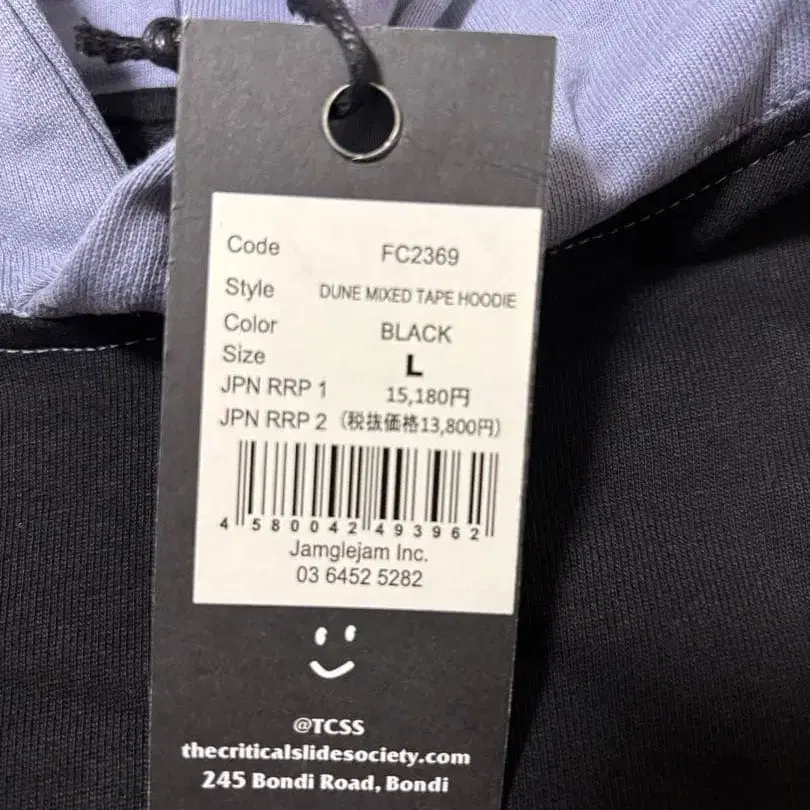 Code FC2369
Style DUNE MIXED TAPE HOODIE
Color BLACK
Size L
JPN RRP 1 15,180円
JPN RRP 2 (税抜価格13,800円)
4 580042 493962
Jamglejam Inc.
03 6452 5282
@TCSS
thecriticalslidesociety.com
245 Bondi Road, Bondi